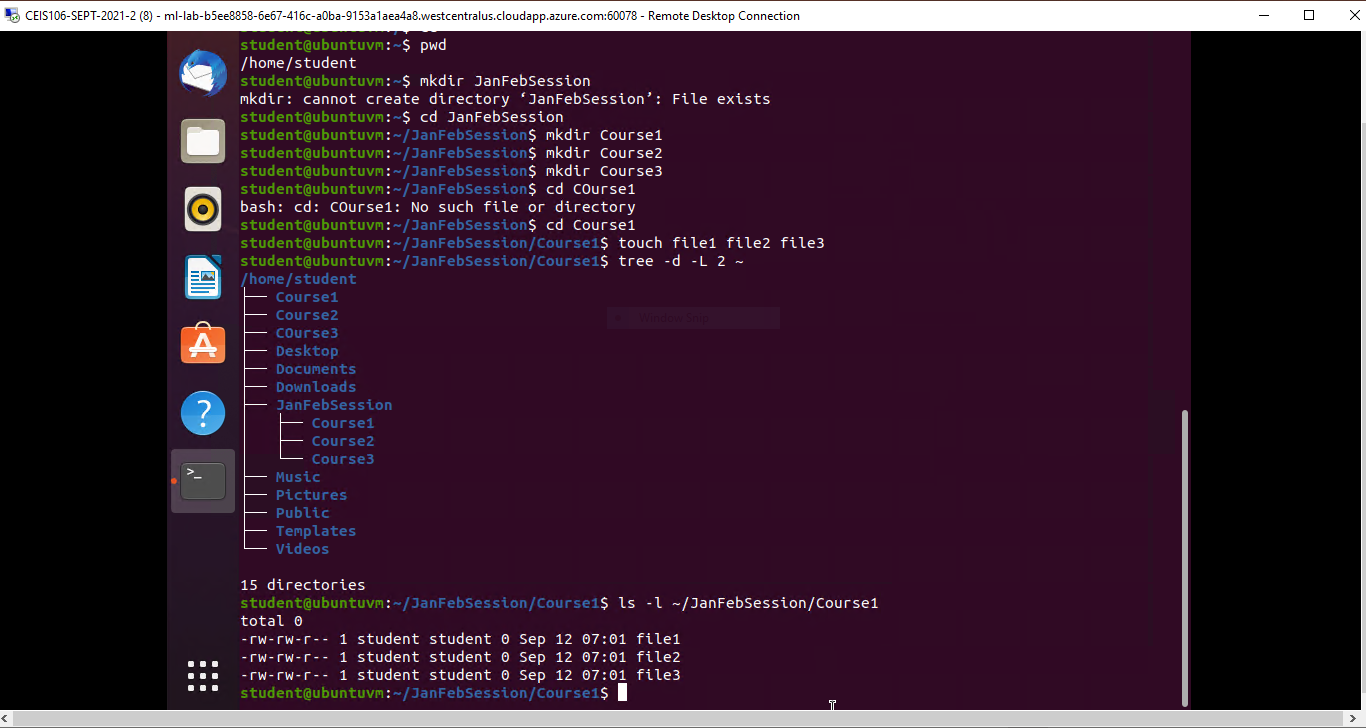 CEIS106-SEPT-2021-2 (8) - ml-lab-b5ee8858-6e67-416c-a0ba-9153a1aea4a8.westcentralus.cloudapp.azure.com:60078 - Remote Desktop Connection
student@ubuntuvm:~$ pwd
/home/student
student@ubuntuvm:~$ mkdir JanFebSession
mkdir: cannot create directory ‘JanFebSession’: File exists
student@ubuntuvm:~$ cd JanFebSession
student@ubuntuvm:~/JanFebSession$ mkdir Course1
student@ubuntuvm:~/JanFebSession$ mkdir Course2
student@ubuntuvm:~/JanFebSession$ mkdir Course3
student@ubuntuvm:~/JanFebSession$ cd COurse1
bash: cd: COurse1: No such file or directory
student@ubuntuvm:~/JanFebSession$ cd Course1
student@ubuntuvm:~/JanFebSession/Course1$ touch file1 file2 file3
student@ubuntuvm:~/JanFebSession/Course1$ tree -d -L 2 ~
/home/student
├── Course1
├── Course2
├── COurse3
├── Desktop
├── Documents
├── Downloads
├── JanFebSession
│   ├── Course1
│   ├── Course2
│   └── Course3
├── Music
├── Pictures
├── Public
├── Templates
└── Videos
15 directories
student@ubuntuvm:~/JanFebSession/Course1$ ls -l ~/JanFebSession/Course1
total 0
-rw-rw-r-- 1 student student 0 Sep 12 07:01 file1
-rw-rw-r-- 1 student student 0 Sep 12 07:01 file2
-rw-rw-r-- 1 student student 0 Sep 12 07:01 file3
student@ubuntuvm:~/JanFebSession/Course1$